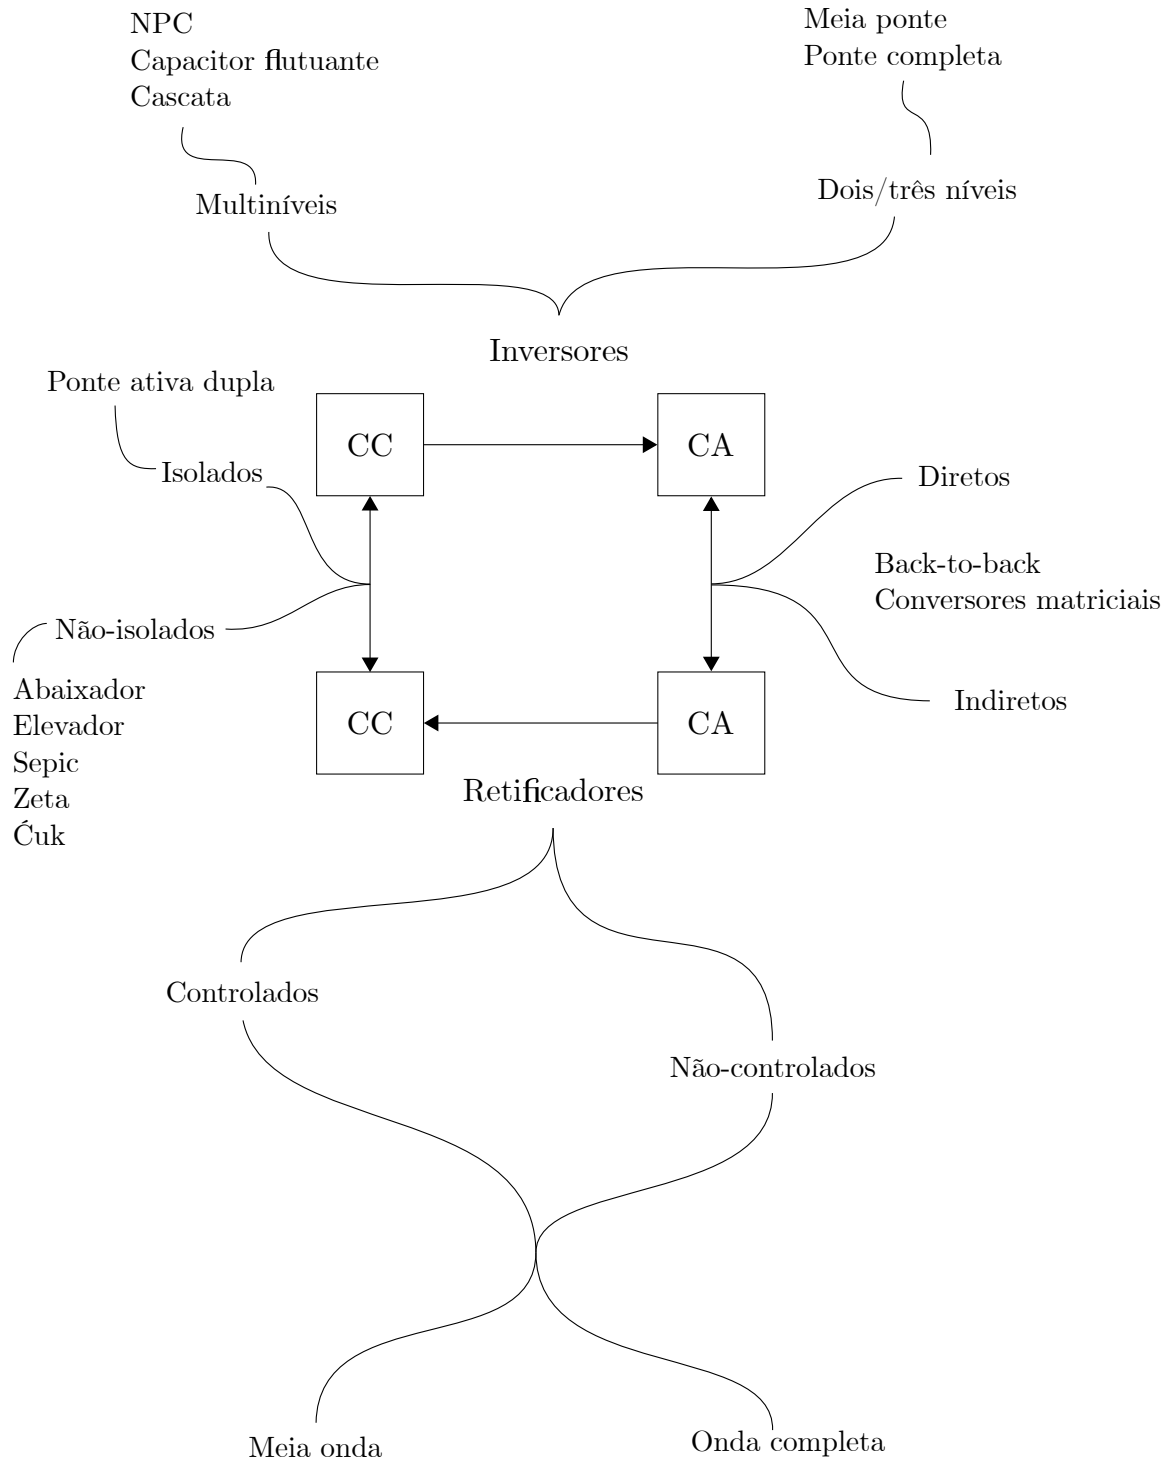 NPC
Capacitor flutuante
Cascata
Meia ponte
Ponte completa
Multiníveis
Dois/três níveis
Inversores
Ponte ativa dupla
CC
CA
Isolados
Diretos
Back-to-back
Conversores matriciais
Não-isolados
Abaixador
Elevador
Sepic
Zeta
Ćuk
CC
CA
Indiretos
Retificadores
Controlados
Não-controlados
Meia onda
Onda completa